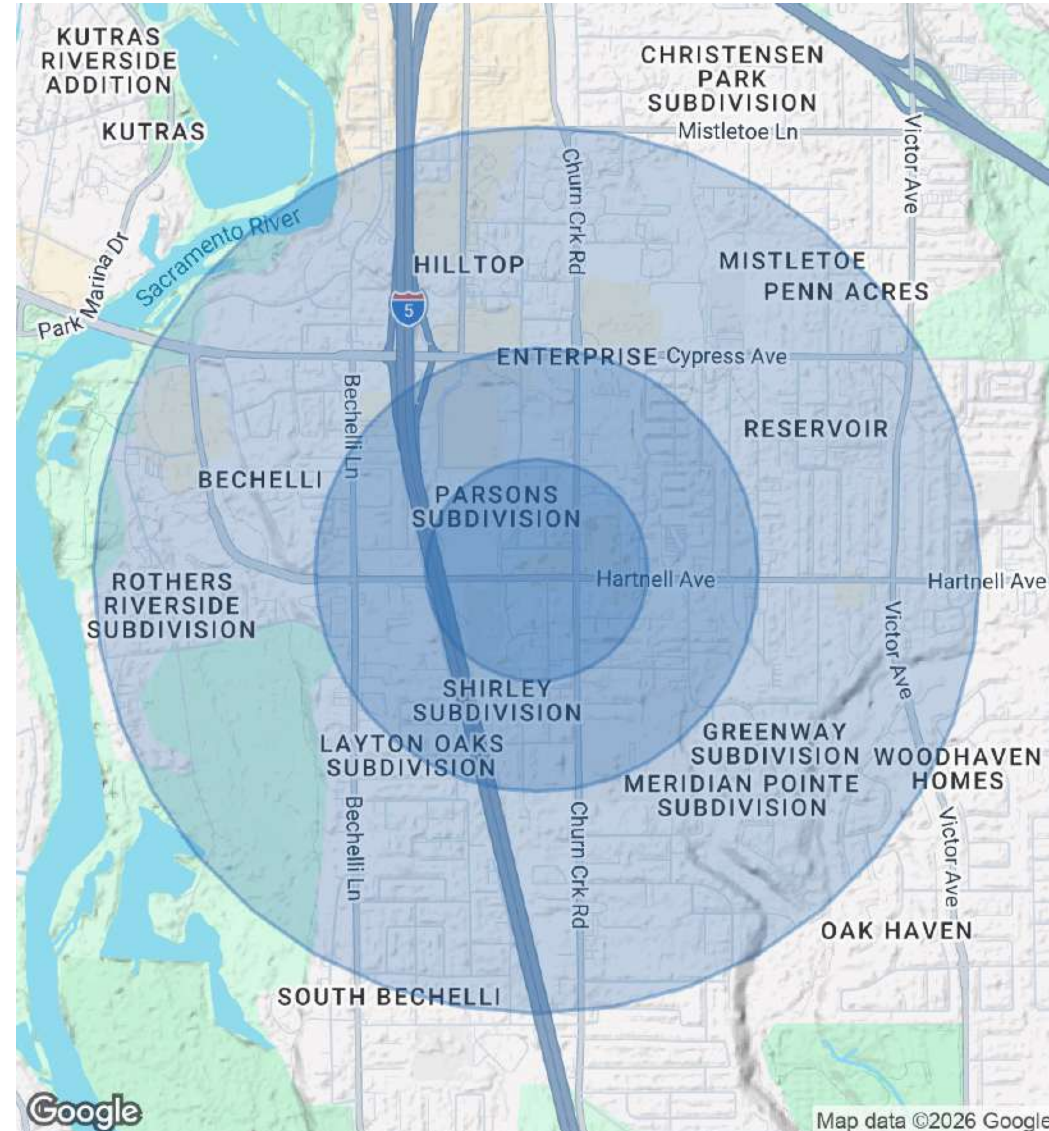 KUTRAS
RIVERSIDE
ADDITION
CHRISTENSEN
PARK
SUBDIVISION
KUTRAS
Mistletoe Ln
Victor Ave
Churn Crk Rd
Sacramento River
Park Marina Dr
HILLTOP
MISTLETOE
PENN ACRES
5
ENTERPRISE
Cypress Ave
Bechelli Ln
RESERVOIR
BECHELLI
PARSONS
SUBDIVISION
ROTHERS
RIVERSIDE
SUBDIVISION
Hartnell Ave
Hartnell Ave
Victor Ave
SHIRLEY
SUBDIVISION
LAYTON OAKS
SUBDIVISION
GREENWAY
SUBDIVISION
WOODHAVEN
HOMES
MERIDIAN POINTE
SUBDIVISION
Bechelli Ln
Churn Crk Rd
Victor Ave
OAK HAVEN
SOUTH BECHELLI
Google
Map data ©2026 Google